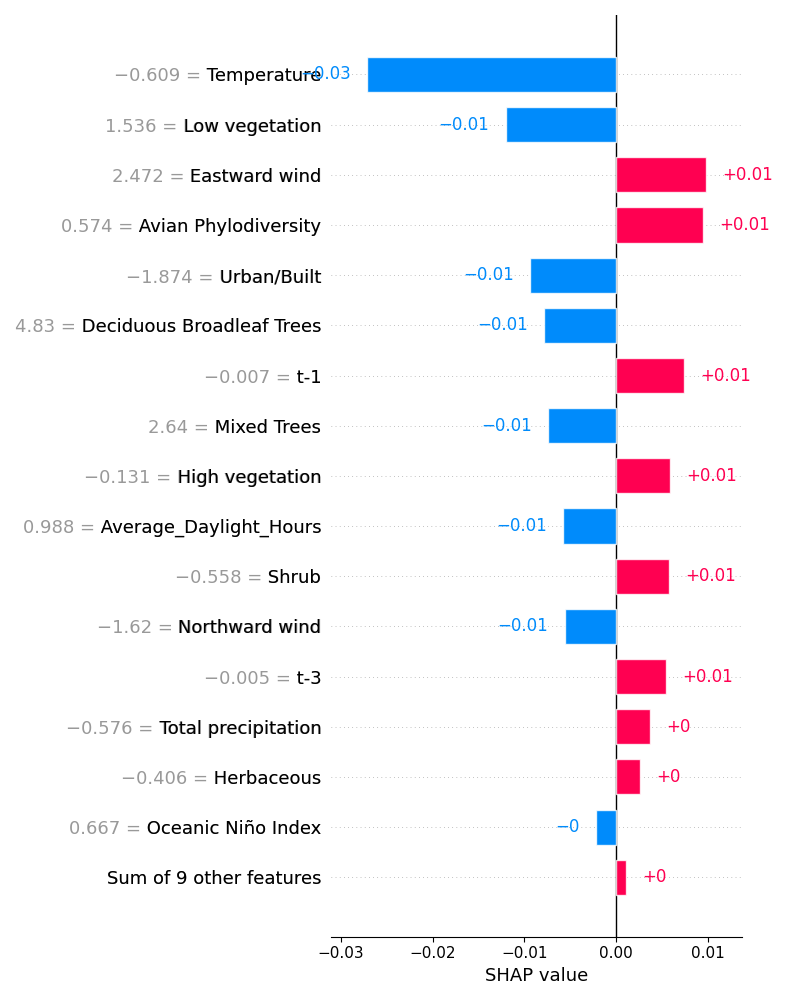 −0.609 = Temperature −0.03
1.536 = Low vegetation −0.01
2.472 = Eastward wind +0.01
0.574 = Avian Phylodiversity +0.01
−1.874 = Urban/Built −0.01
4.83 = Deciduous Broadleaf Trees −0.01
−0.007 = t-1 +0.01
2.64 = Mixed Trees −0.01
−0.131 = High vegetation +0.01
0.988 = Average_Daylight_Hours −0.01
−0.558 = Shrub +0.01
−1.62 = Northward wind −0.01
−0.005 = t-3 +0.01
−0.576 = Total precipitation +0
−0.406 = Herbaceous +0
0.667 = Oceanic Niño Index −0
Sum of 9 other features +0
−0.03 −0.02 −0.01 0.00 0.01
SHAP value